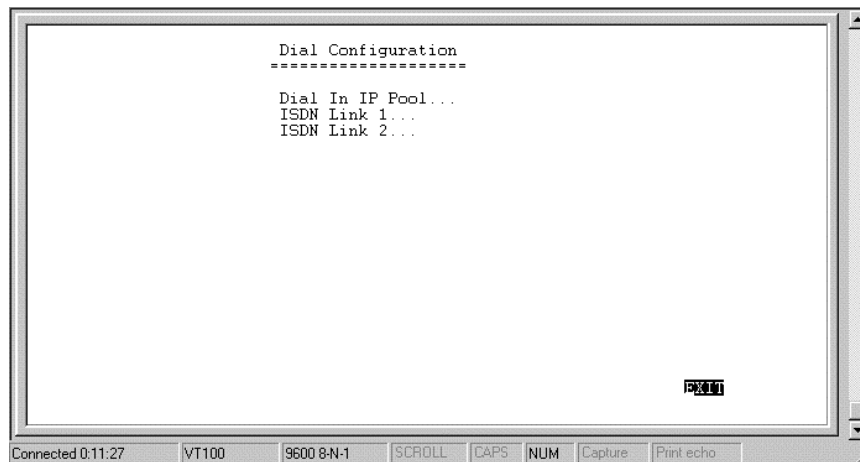 Dial Configuration
====================
Dial In IP Pool...
ISDN Link 1...
ISDN Link 2...
EXIT
Connected 0:11:27 VT100 9600 8-N-1 SCROLL CAPS NUM Capture Print echo